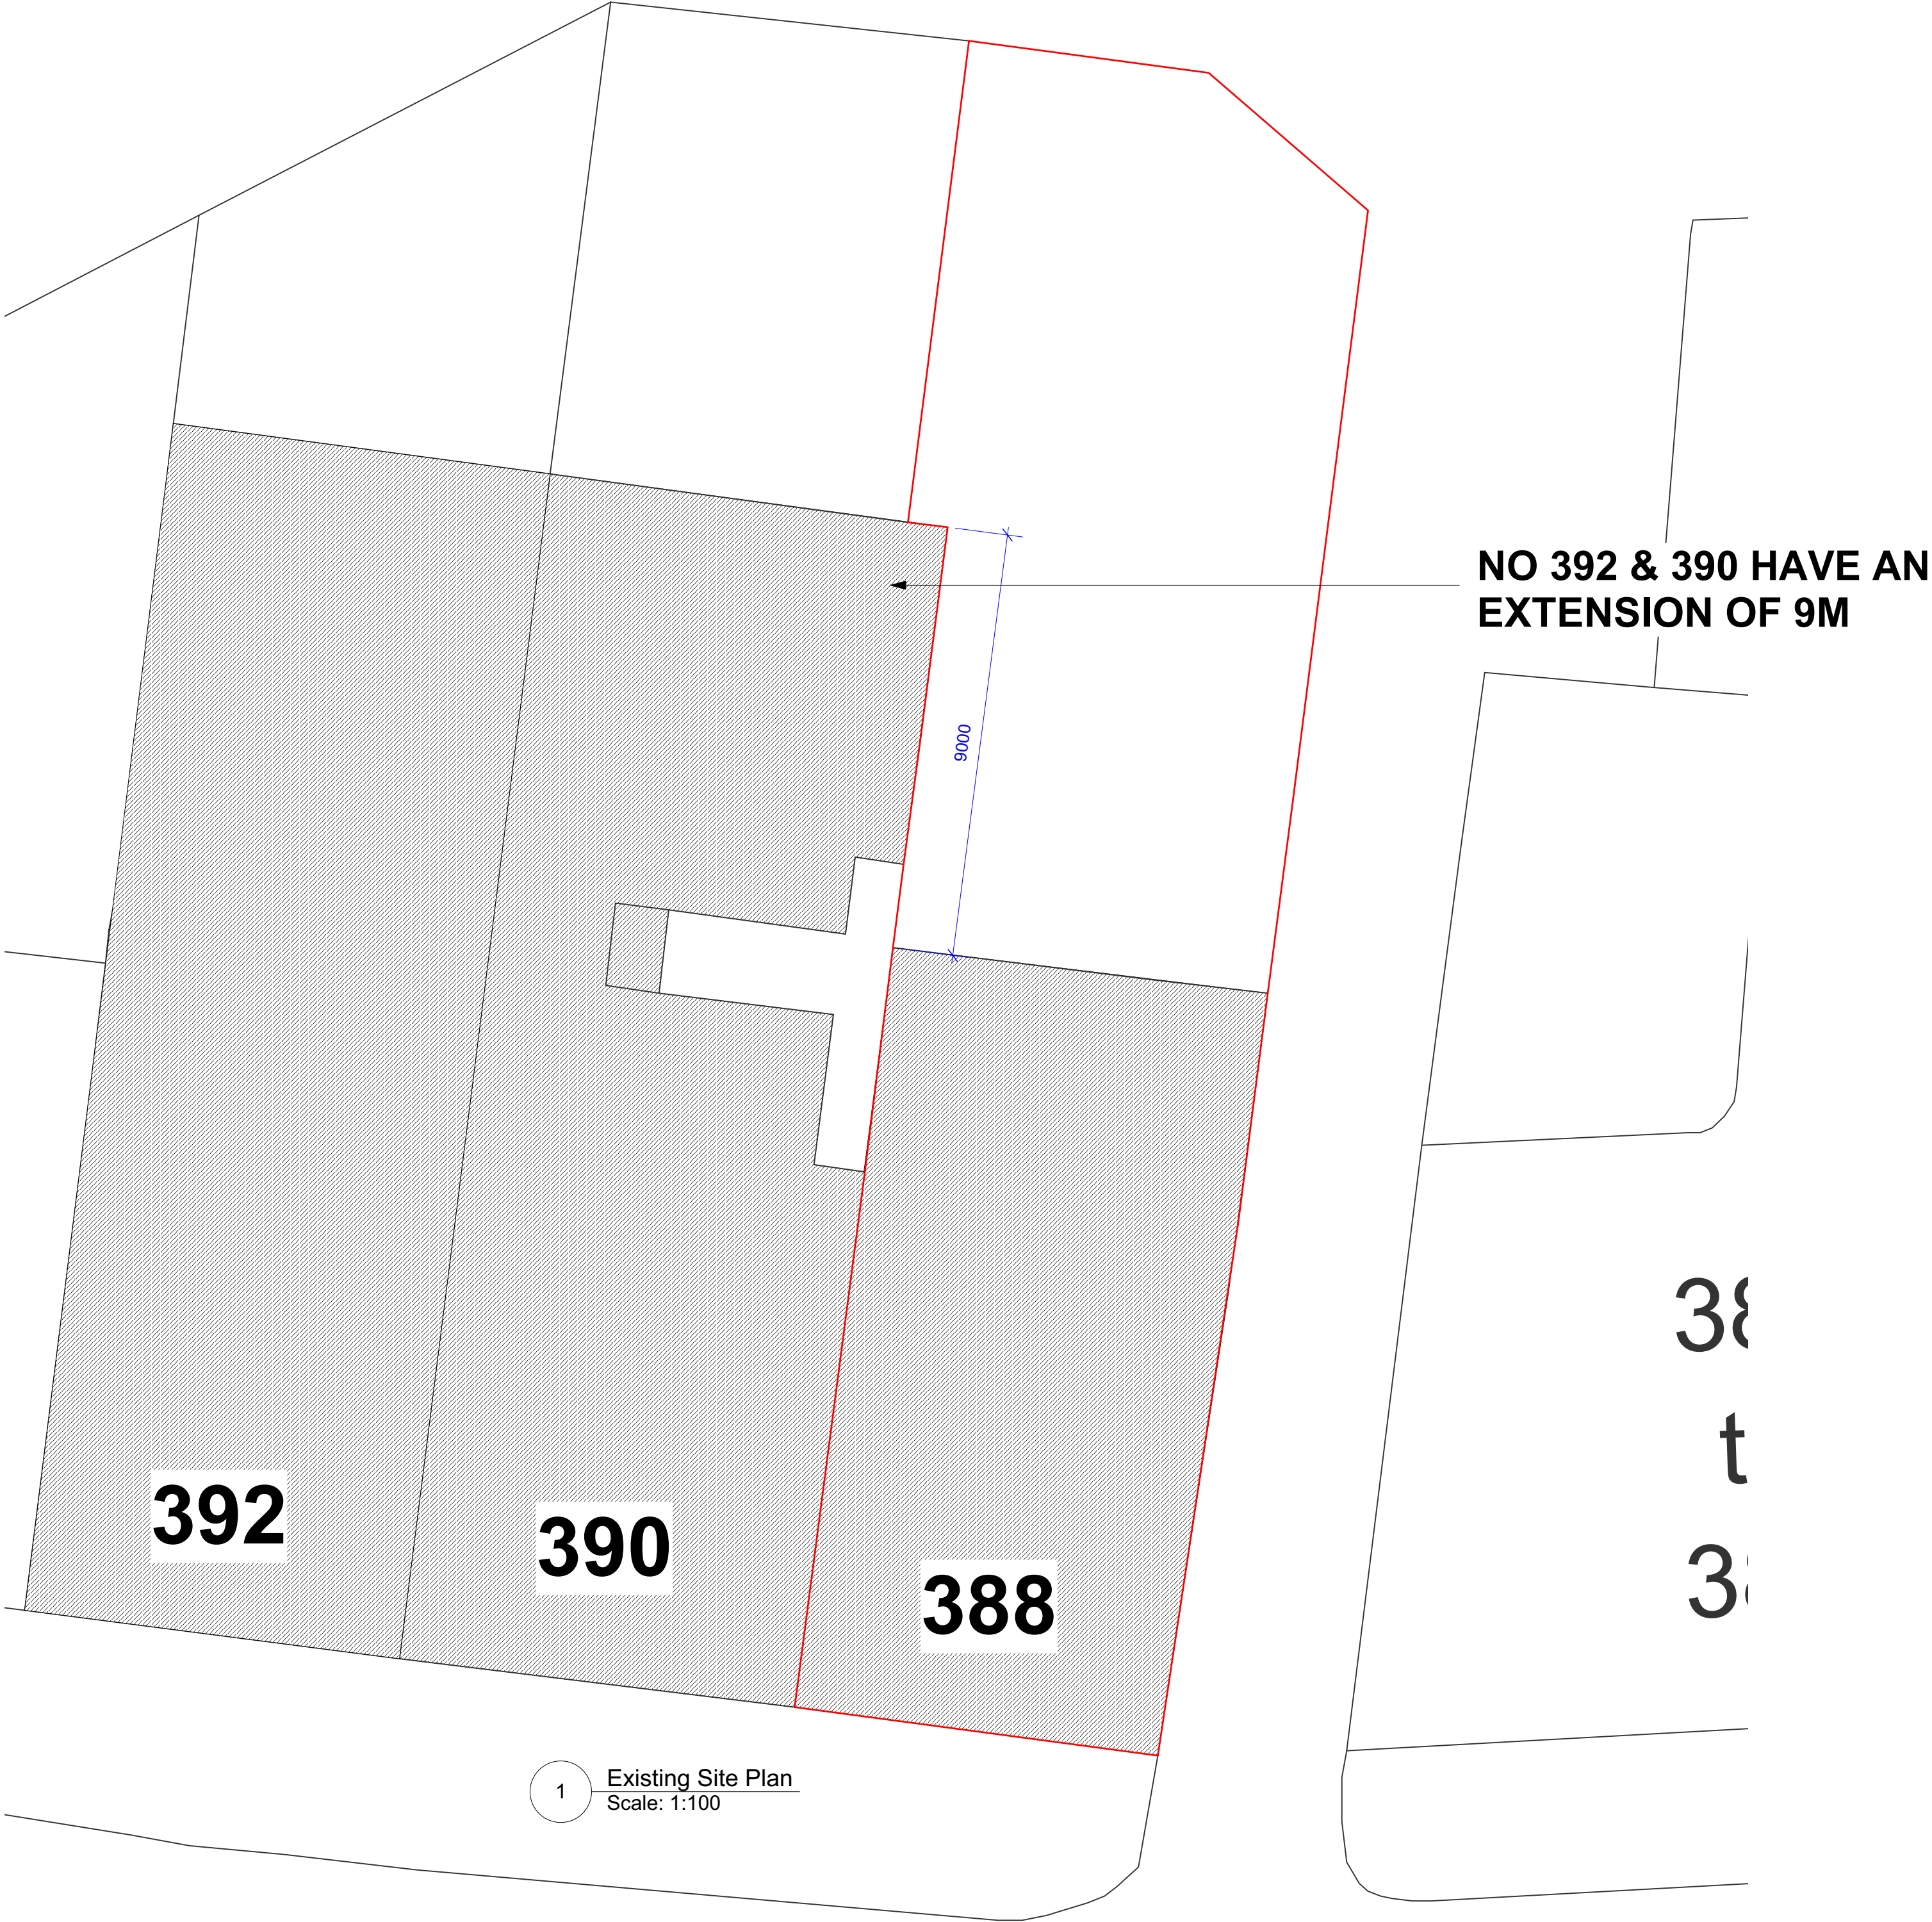 NO 392 & 390 HAVE AN
EXTENSION OF 9M
9000
392
390
388
1
Existing Site Plan
Scale: 1:100